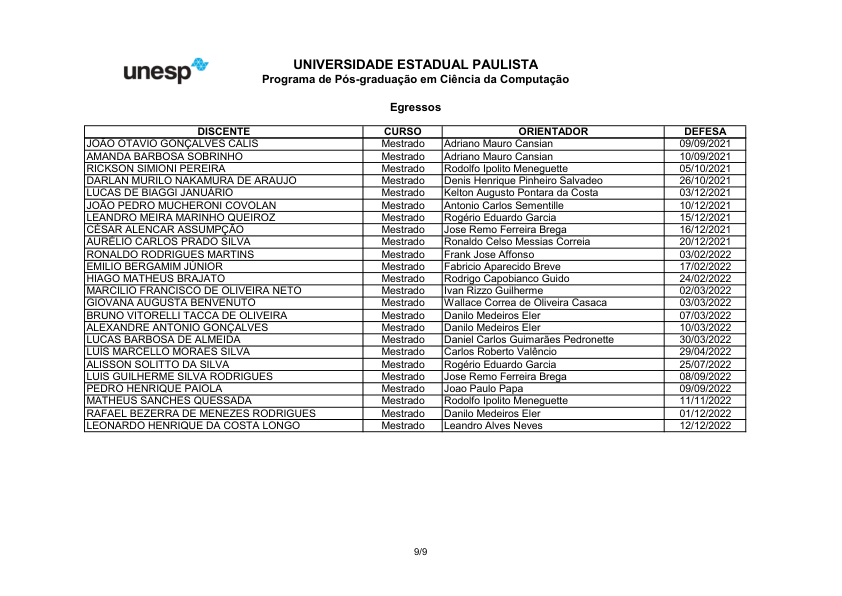 unesp
UNIVERSIDADE ESTADUAL PAULISTA
Programa de Pós-graduação em Ciência da Computação
Egressos
DISCENTE CURSO ORIENTADOR DEFESA
JOÃO OTAVIO GONÇALVES CALIS Mestrado Adriano Mauro Cansian 09/09/2021
AMANDA BARBOSA SOBRINHO Mestrado Adriano Mauro Cansian 10/09/2021
RICKSON SIMIONI PEREIRA Mestrado Rodolfo Ipolito Meneguette 05/10/2021
DARLAN MURILO NAKAMURA DE ARAUJO Mestrado Denis Henrique Pinheiro Salvadeo 26/10/2021
LUCAS DE BIAGGI JANUÁRIO Mestrado Kelton Augusto Pontara da Costa 03/12/2021
JOÃO PEDRO MUCHERONI COVOLAN Mestrado Antonio Carlos Sementille 10/12/2021
LEANDRO MEIRA MARINHO QUEIROZ Mestrado Rogério Eduardo Garcia 15/12/2021
CÉSAR ALENCAR ASSUMPÇÃO Mestrado Jose Remo Ferreira Brega 16/12/2021
AURÉLIO CARLOS PRADO SILVA Mestrado Ronaldo Celso Messias Correia 20/12/2021
RONALDO RODRIGUES MARTINS Mestrado Frank Jose Affonso 03/02/2022
EMILIO BERGAMIM JÚNIOR Mestrado Fabricio Aparecido Breve 17/02/2022
HIAGO MATHEUS BRAJATO Mestrado Rodrigo Capobianco Guido 24/02/2022
MARCILIO FRANCISCO DE OLIVEIRA NETO Mestrado Ivan Rizzo Guilherme 02/03/2022
GIOVANA AUGUSTA BENVENUTO Mestrado Wallace Correa de Oliveira Casaca 03/03/2022
BRUNO VITORELLI TACCA DE OLIVEIRA Mestrado Danilo Medeiros Eler 07/03/2022
ALEXANDRE ANTONIO GONÇALVES Mestrado Danilo Medeiros Eler 10/03/2022
LUCAS BARBOSA DE ALMEIDA Mestrado Daniel Carlos Guimarães Pedronette 30/03/2022
LUIS MARCELLO MORAES SILVA Mestrado Carlos Roberto Valêncio 29/04/2022
ALISSON SOLITTO DA SILVA Mestrado Rogério Eduardo Garcia 25/07/2022
LUIS GUILHERME SILVA RODRIGUES Mestrado Jose Remo Ferreira Brega 08/09/2022
PEDRO HENRIQUE PAIOLA Mestrado Joao Paulo Papa 09/09/2022
MATHEUS SANCHES QUESSADA Mestrado Rodolfo Ipolito Meneguette 11/11/2022
RAFAEL BEZERRA DE MENEZES RODRIGUES Mestrado Danilo Medeiros Eler 01/12/2022
LEONARDO HENRIQUE DA COSTA LONGO Mestrado Leandro Alves Neves 12/12/2022
9/9